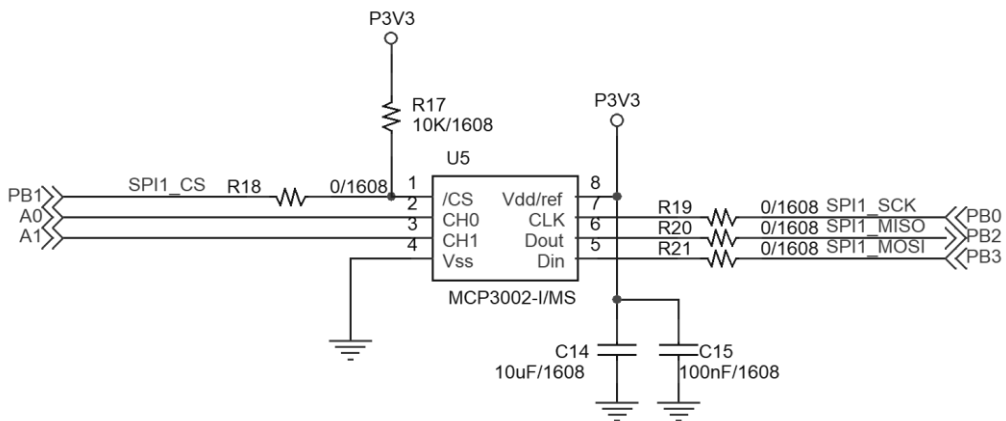 P3V3
R17
10K/1608
P3V3
U5
PB1 SPI1_CS R18 0/1608 1 /CS Vdd/ref 8
A0 2 CH0 CLK 7 R19 0/1608 SPI1_SCK PB0
A1 3 CH1 Dout 6 R20 0/1608 SPI1_MISO PB2
4 Vss Din 5 R21 0/1608 SPI1_MOSI PB3
MCP3002-I/MS
C14 C15
10uF/1608 100nF/1608